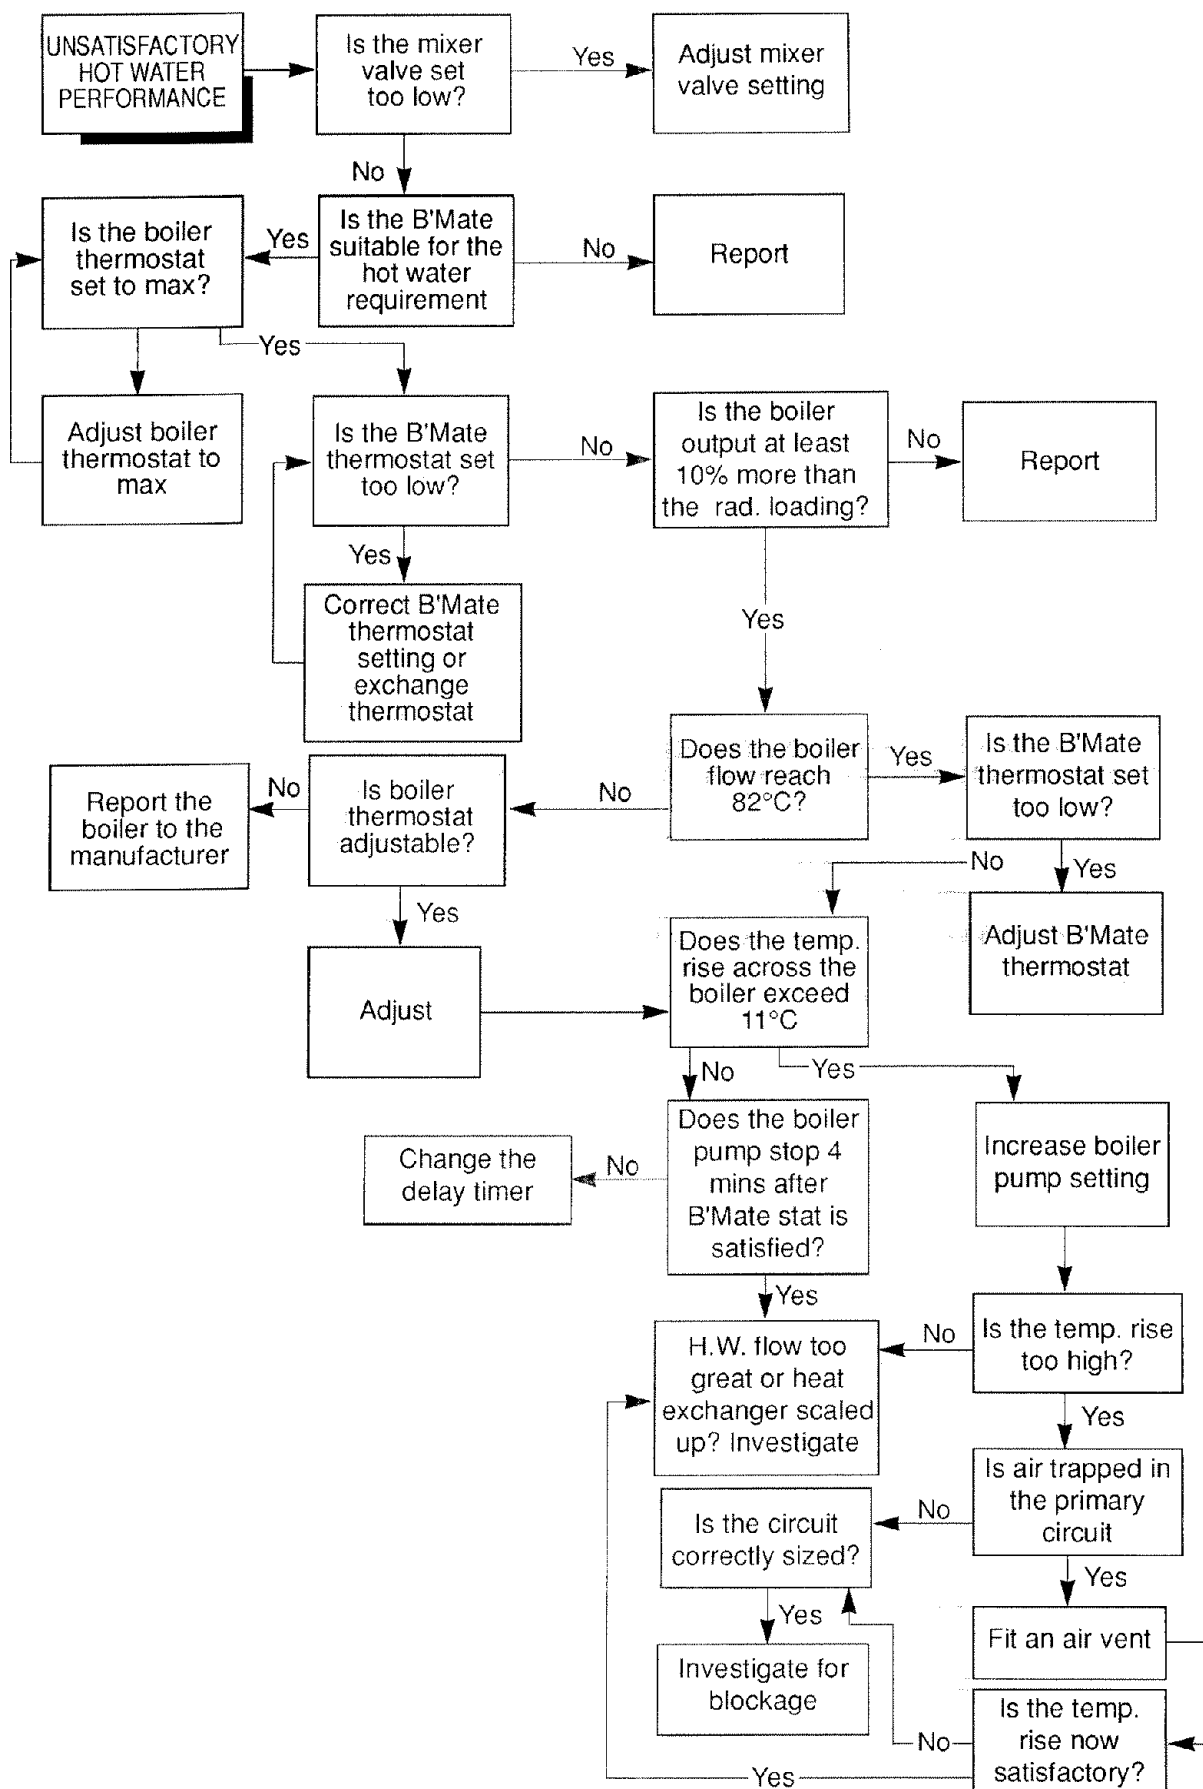 UNSATISFACTORY
HOT WATER
PERFORMANCE
Is the mixer
valve set
too low?
Yes
Adjust mixer
valve setting
No
Is the boiler
thermostat
set to max?
Yes
Is the B'Mate
suitable for the
hot water
requirement
No
Report
Yes
Adjust boiler
thermostat to
max
Is the B'Mate
thermostat set
too low?
No
Is the boiler
output at least
10% more than
the rad. loading?
No
Report
Yes
Correct B'Mate
thermostat
setting or
exchange
thermostat
Yes
Report the
boiler to the
manufacturer
No
Is boiler
thermostat
adjustable?
No
Does the boiler
flow reach
82°C?
Yes
Is the B'Mate
thermostat set
too low?
No
Yes
Yes
Adjust
Does the temp.
rise across the
boiler exceed
11°C
Adjust B'Mate
thermostat
No
Yes
Change the
delay timer
No
Does the boiler
pump stop 4
mins after
B'Mate stat is
satisfied?
Increase boiler
pump setting
Yes
H.W. flow too
great or heat
exchanger scaled
up? Investigate
No
Is the temp. rise
too high?
Yes
Is the circuit
correctly sized?
No
Is air trapped in
the primary
circuit
Yes
Yes
Investigate for
blockage
Fit an air vent
No
Is the temp.
rise now
satisfactory?
Yes